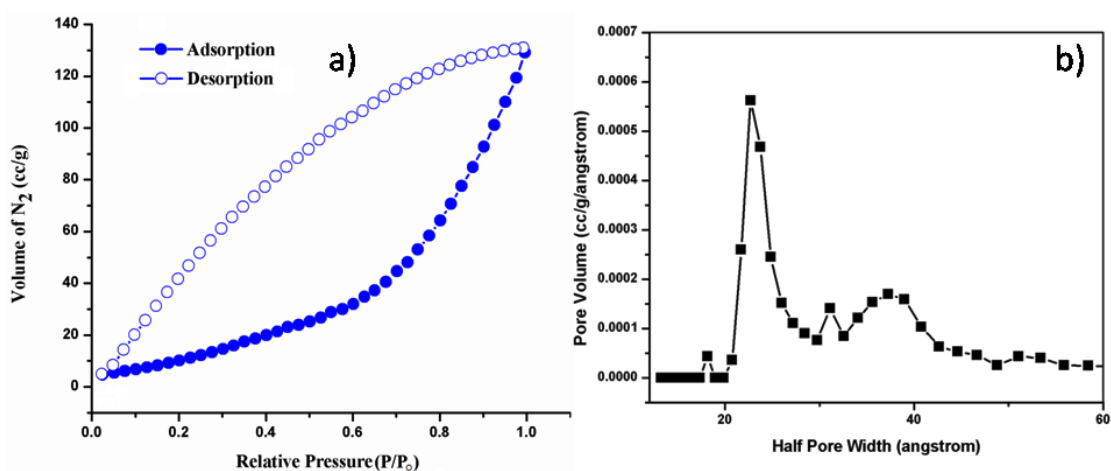 140
120
100
80
60
40
20
0
Volume of N2 (cc/g)
Adsorption
Desorption
a)
0.0 0.2 0.4 0.6 0.8 1.0
Relative Pressure(P/Po)
0.0007
0.0006
0.0005
0.0004
0.0003
0.0002
0.0001
0.0000
Pore Volume (cc/g/angstrom)
b)
20 40 60
Half Pore Width (angstrom)